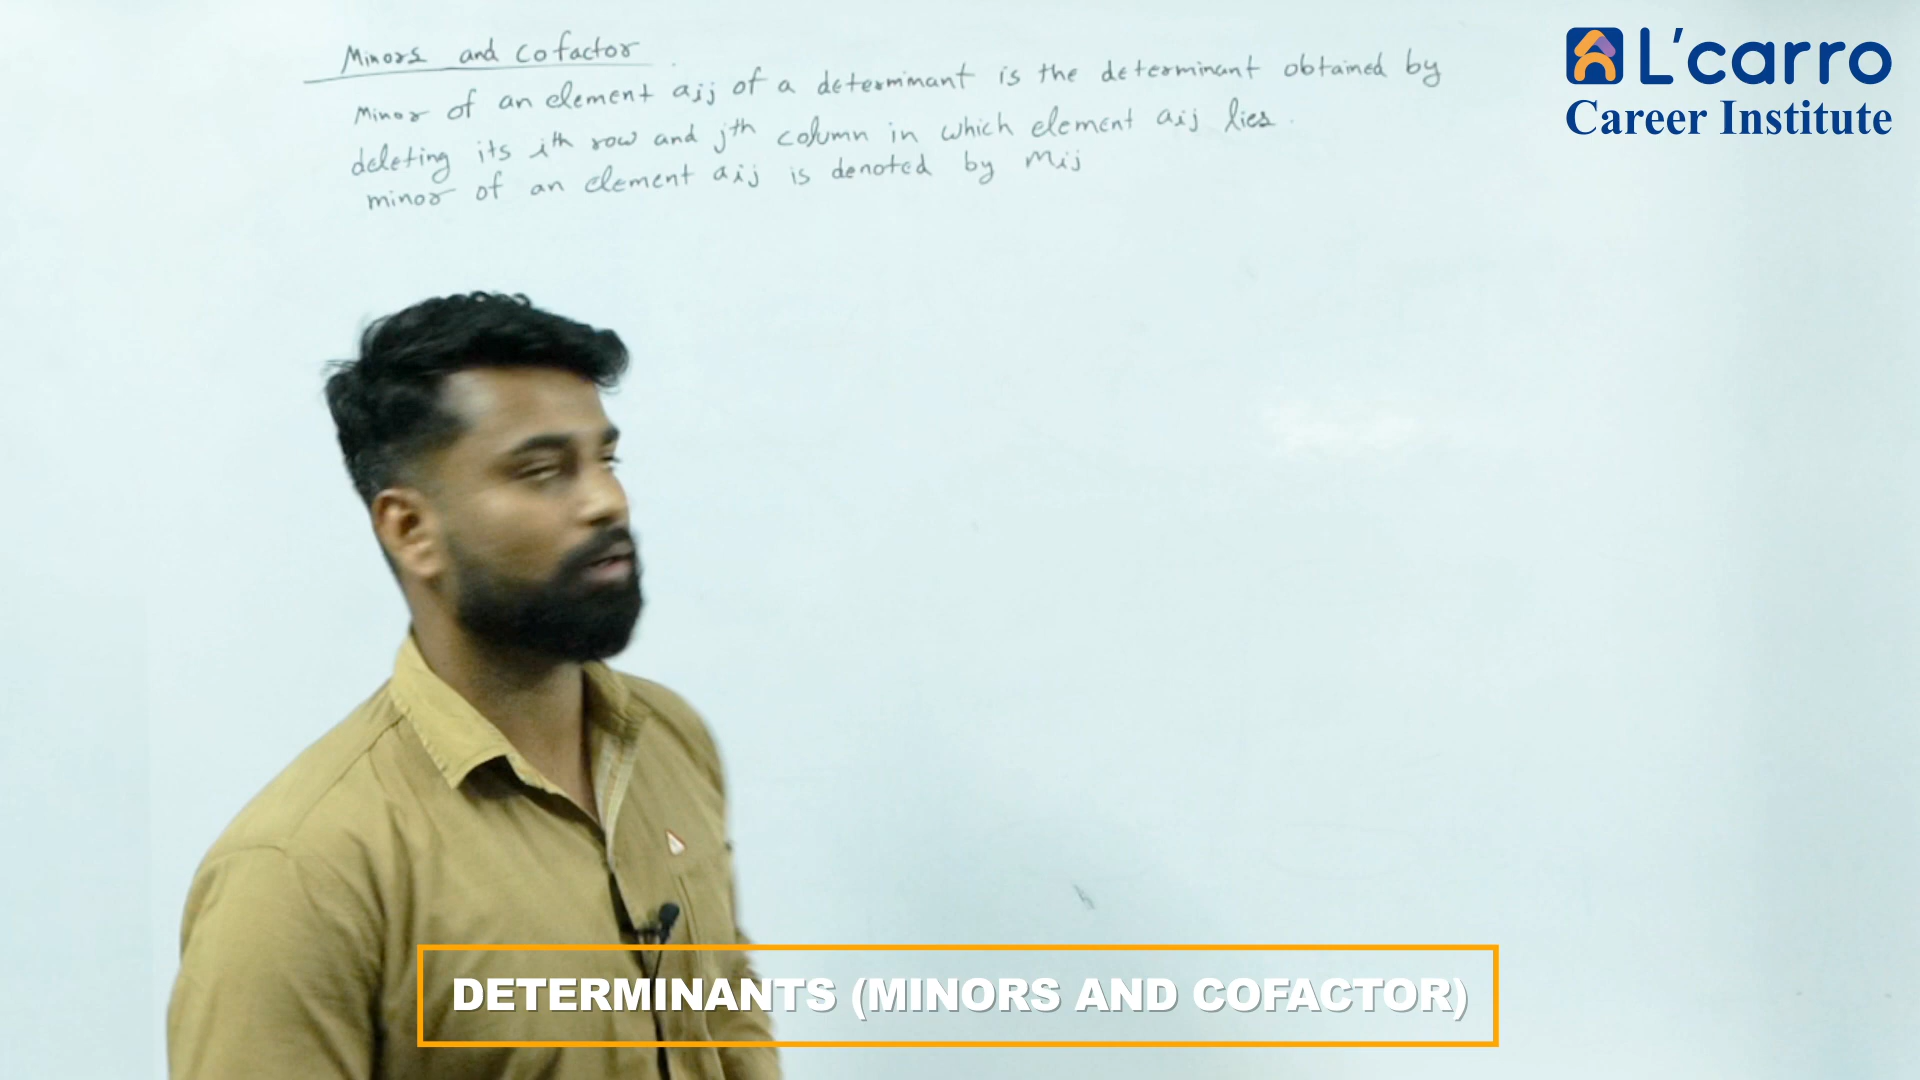 Minors and cofactor
Minor of an element aij of a determinant is the determinant obtained by
deleting its ith row and jth column in which element aij lies.
minor of an element aij is denoted by Mij
L'carro
Career Institute
DETERMINANTS (MINORS AND COFACTOR)